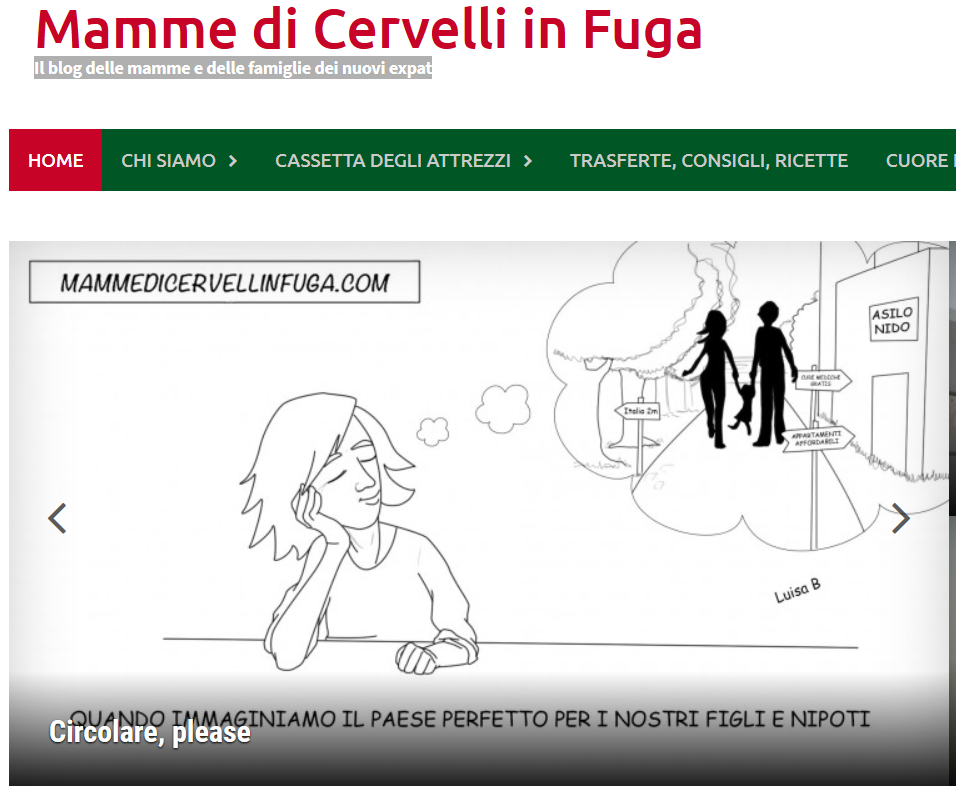 Mamme di Cervelli in Fuga
Il blog delle mamme e delle famiglie dei nuovi expat
HOME
CHI SIAMO
CASSETTA DEGLI ATTREZZI
TRASFERTE, CONSIGLI, RICETTE
CUORE
MAMMEDICERVELLINFUGA.COM
ASILO
NIDO
CURE MEDICHE
GRATIS
Italia 2m
APPARTAMENTI
AFFORDABILI
Luisa B
QUANDO IMMAGINIAMO IL PAESE PERFETTO PER I NOSTRI FIGLI E NIPOTI
Circolare, please